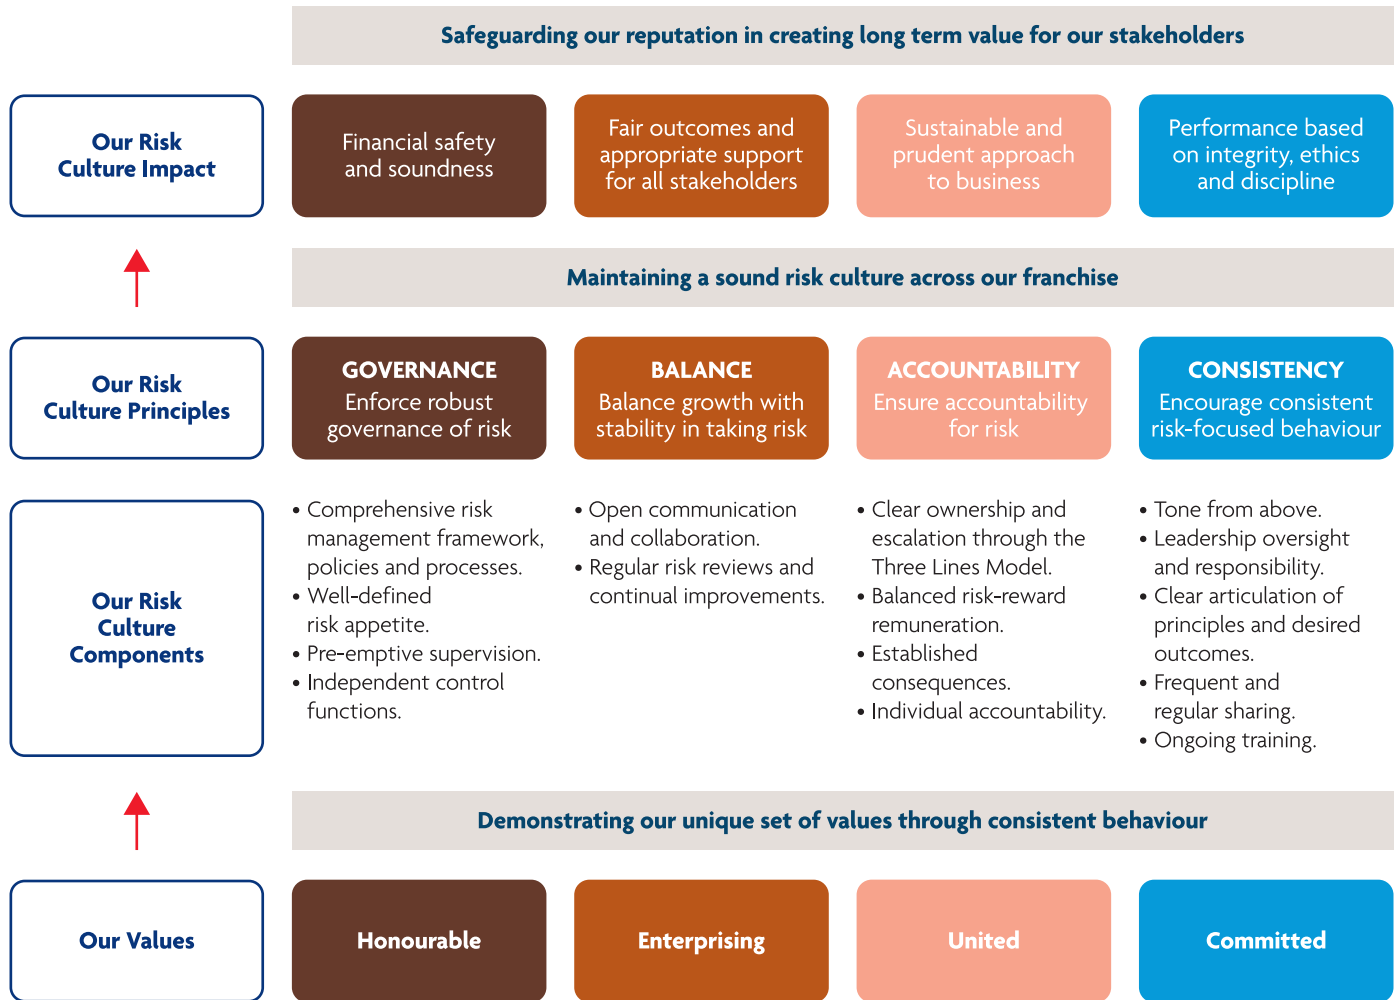 Safeguarding our reputation in creating long term value for our stakeholders
Our Risk
Culture Impact
Financial safety
and soundness
Fair outcomes and
appropriate support
for all stakeholders
Sustainable and
prudent approach
to business
Performance based
on integrity, ethics
and discipline
Maintaining a sound risk culture across our franchise
Our Risk
Culture Principles
GOVERNANCE
Enforce robust
governance of risk
BALANCE
Balance growth with
stability in taking risk
ACCOUNTABILITY
Ensure accountability
for risk
CONSISTENCY
Encourage consistent
risk-focused behaviour
Our Risk
Culture
Components
• Comprehensive risk
management framework,
policies and processes.
• Well-defined
risk appetite.
• Pre-emptive supervision.
• Independent control
functions.
• Open communication
and collaboration.
• Regular risk reviews and
continual improvements.
• Clear ownership and
escalation through the
Three Lines Model.
• Balanced risk-reward
remuneration.
• Established
consequences.
• Individual accountability.
• Tone from above.
• Leadership oversight
and responsibility.
• Clear articulation of
principles and desired
outcomes.
• Frequent and
regular sharing.
• Ongoing training.
Demonstrating our unique set of values through consistent behaviour
Our Values
Honourable
Enterprising
United
Committed